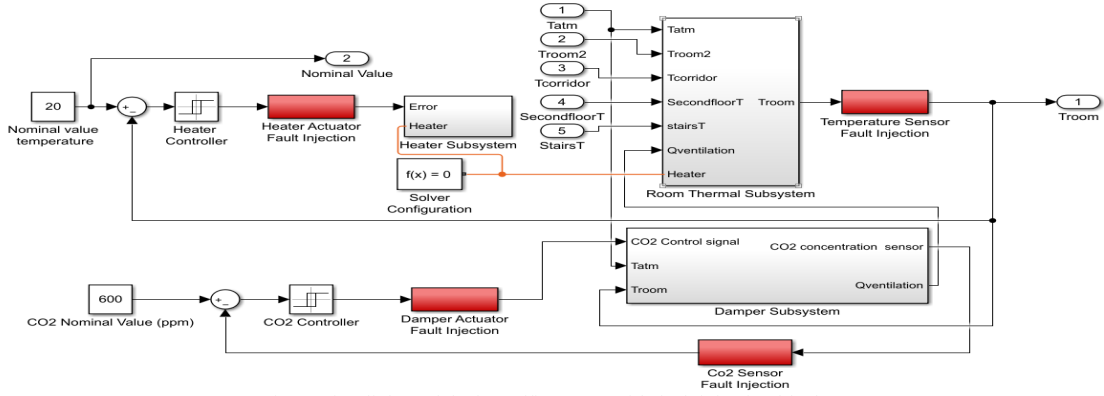 1
Tatm
2
Troom2
3
Tcorridor
4
SecondfloorT
5
StairsT
2
Nominal Value
20
Nominal value
temperature
+
−
Heater
Controller
Heater Actuator
Fault Injection
Error
Heater
Heater Subsystem
f(x) = 0
Solver
Configuration
Tatm
Troom2
Tcorridor
SecondfloorT
stairsT
Qventilation
Heater
Troom
Room Thermal Subsystem
Temperature Sensor
Fault Injection
1
Troom
600
CO2 Nominal Value (ppm)
+
−
CO2 Controller
Damper Actuator
Fault Injection
CO2 Control signal
Tatm
Troom
CO2 concentration sensor
Qventilation
Damper Subsystem
Co2 Sensor
Fault Injection